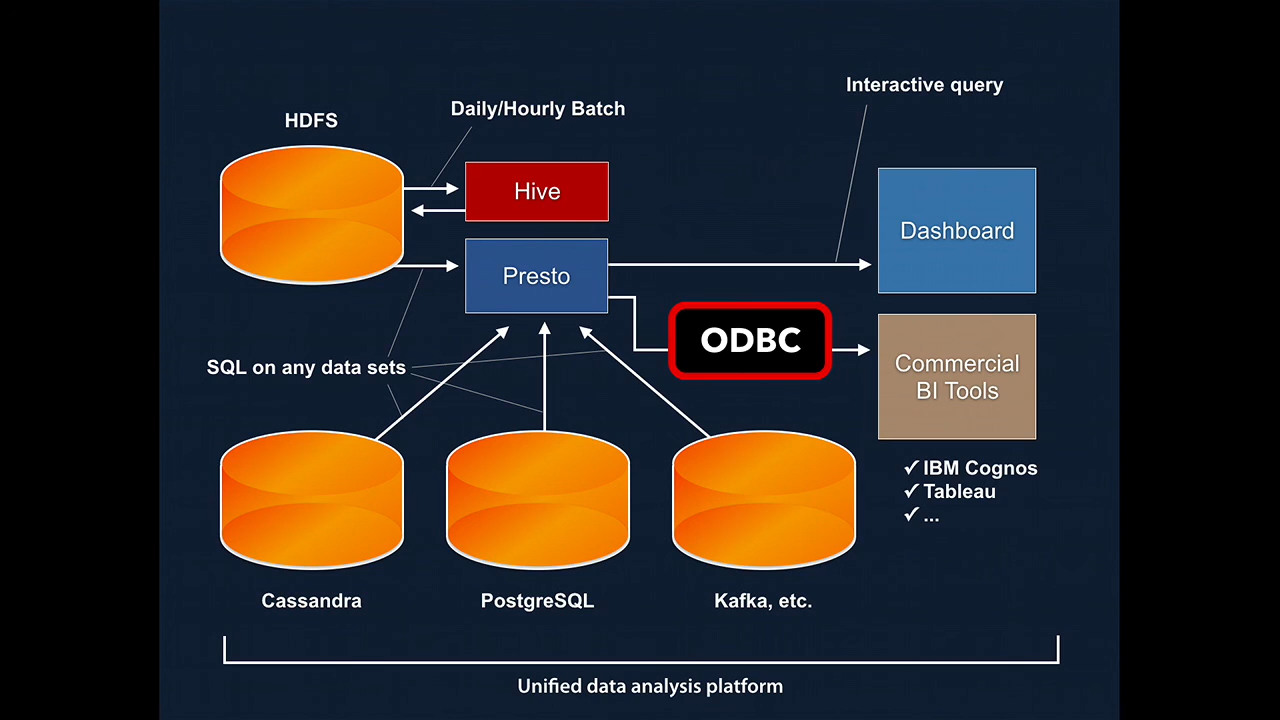 Interactive query
Daily/Hourly Batch
HDFS
Hive
Dashboard
Presto
ODBC
Commercial
BI Tools
SQL on any data sets
✓ IBM Cognos
✓ Tableau
✓ ...
Cassandra
PostgreSQL
Kafka, etc.
Unified data analysis platform